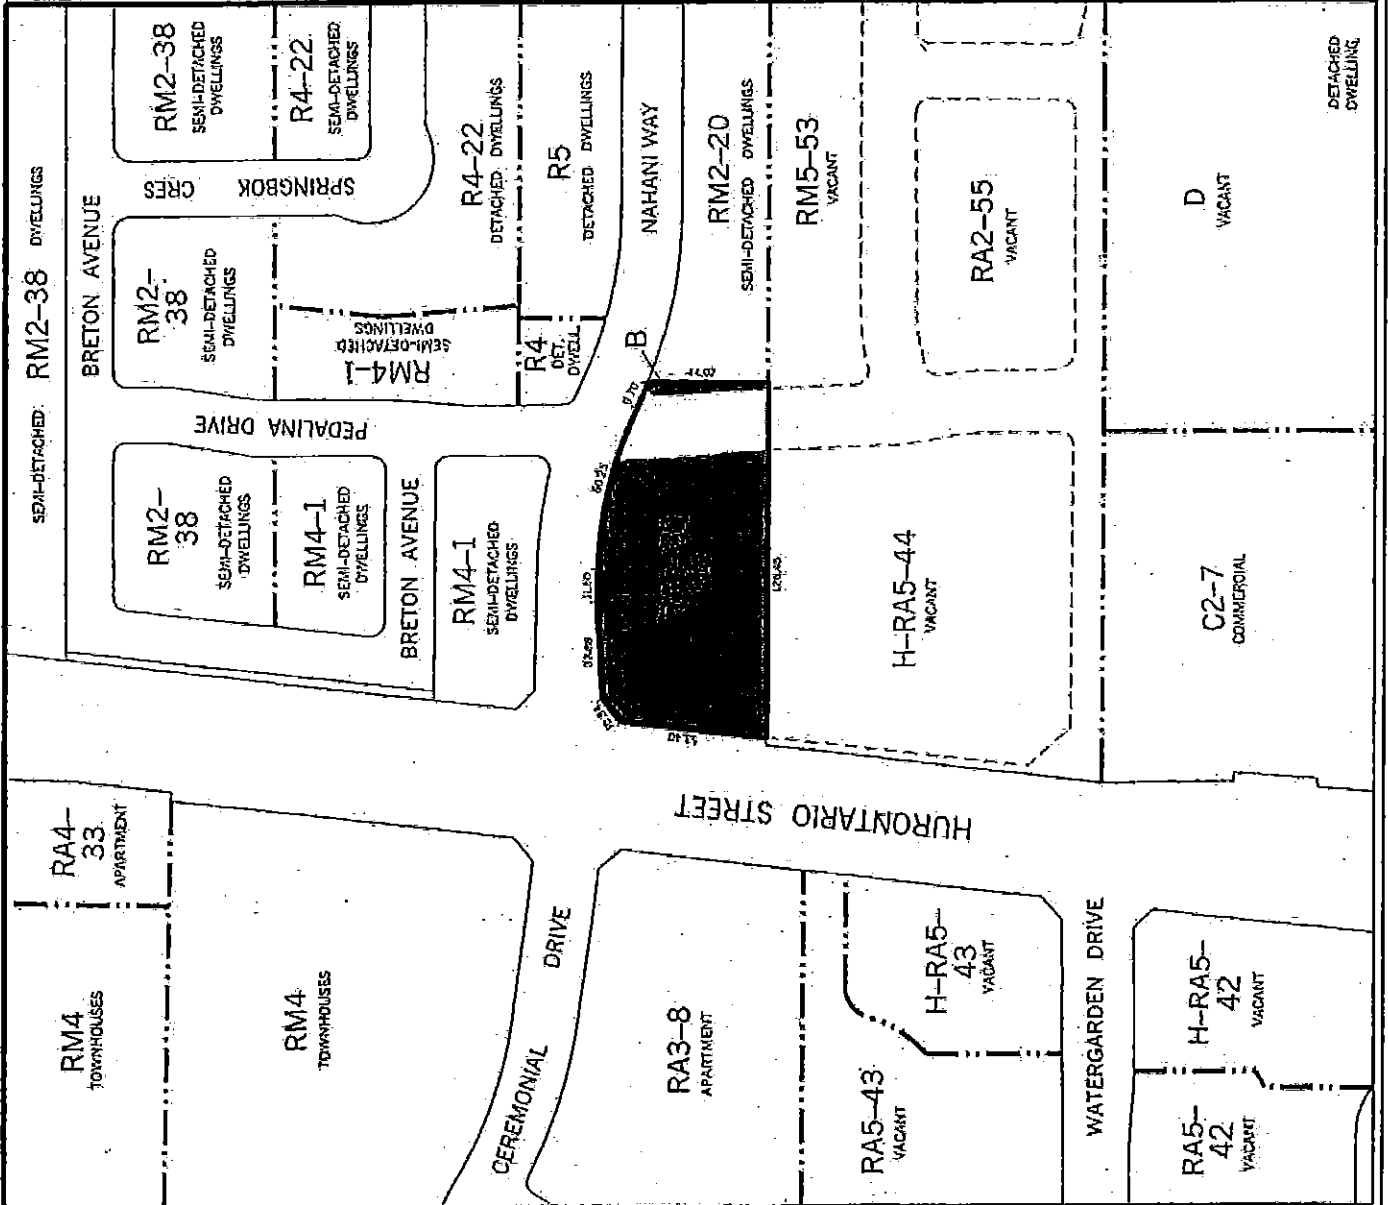 SEMI-DETACHED RM2-38 DWELLINGS
BRETON AVENUE
RM2-38
SEMI-DETACHED
DWELLINGS
R4-22
SEMI-DETACHED
DWELLINGS
SPRINGBOK CRES
RM2-
38
SEMI-DETACHED
DWELLINGS
RM4-1
SEMI-DETACHED
DWELLINGS
R4-22
DETACHED DWELLINGS
R5
DETACHED DWELLINGS
R4
DET.
DWELL.
NAHANI WAY
RM2-20
SEMI-DETACHED DWELLINGS
RM5-53
VACANT
RA2-55
VACANT
D
VACANT
DETACHED
DWELLING
PEDALINA DRIVE
RM2-
38
SEMI-DETACHED
DWELLINGS
RM4-1
SEMI-DETACHED
DWELLINGS
BRETON AVENUE
RM4-1
SEMI-DETACHED
DWELLINGS
B
H-RA5-44
VACANT
C2-7
COMMERCIAL
HURONTARIO STREET
RA4-
33
APARTMENT
RM4
TOWNHOUSES
RM4
TOWNHOUSES
CEREMONIAL DRIVE
RA3-8
APARTMENT
H-RA5-
43
VACANT
RA5-43
VACANT
WATERGARDEN DRIVE
H-RA5-
42
VACANT
RA5-
42
VACANT